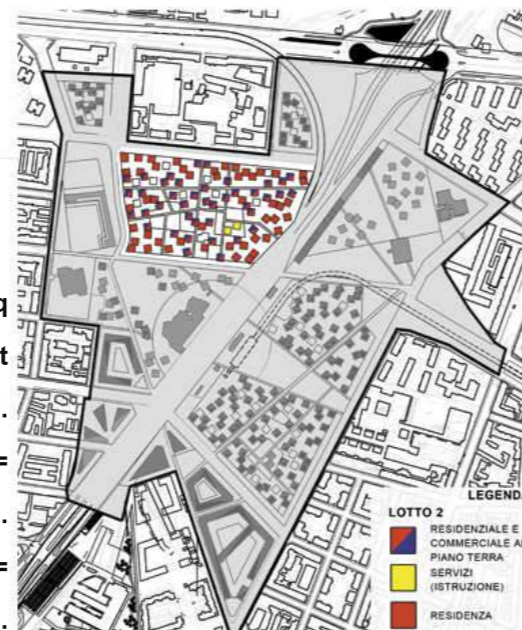 q
t
.
=
.
=
.
LEGEND
LOTTO 2
RESIDENZIALE E
COMMERCIALE A
PIANO TERRA
SERVIZI
(ISTRUZIONE)
RESIDENZA